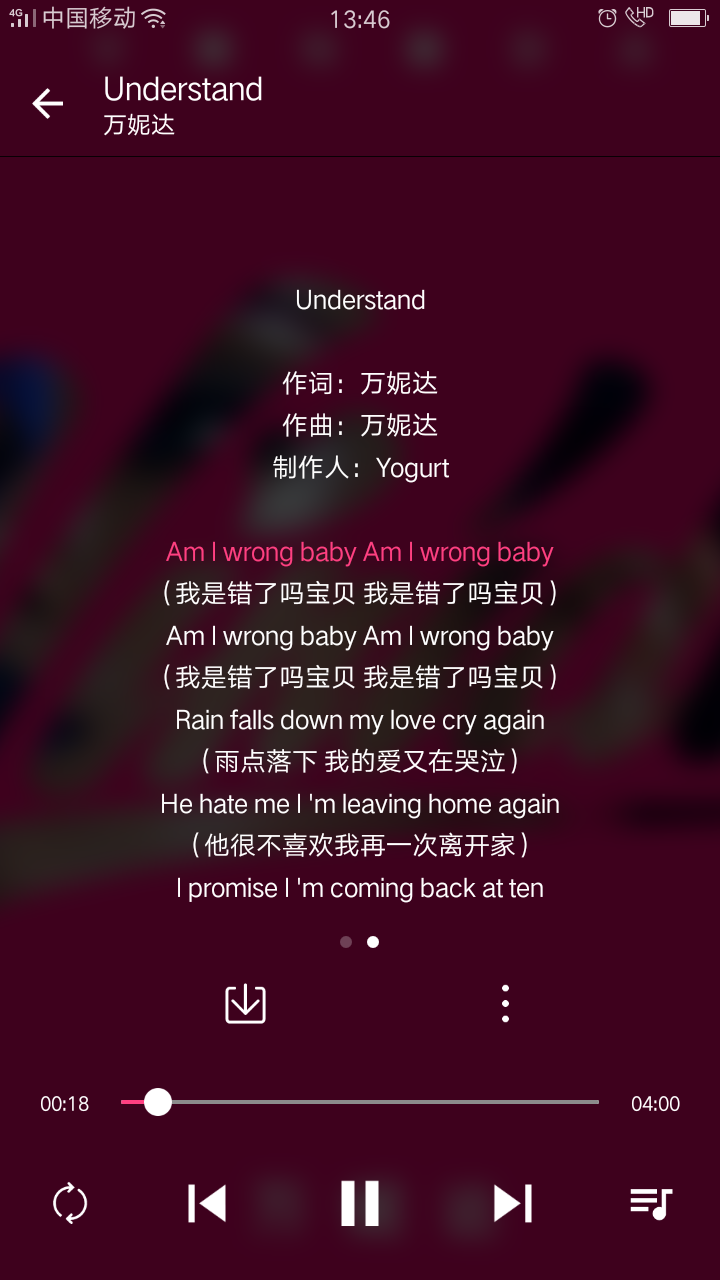 4G 中国移动 13:46 HD
Understand
万妮达
Understand
作词：万妮达
作曲：万妮达
制作人：Yogurt
Am I wrong baby Am I wrong baby
（我是错了吗宝贝 我是错了吗宝贝）
Am I wrong baby Am I wrong baby
（我是错了吗宝贝 我是错了吗宝贝）
Rain falls down my love cry again
（雨点落下 我的爱又在哭泣）
He hate me I 'm leaving home again
（他很不喜欢我再一次离开家）
I promise I 'm coming back at ten
00:18 04:00